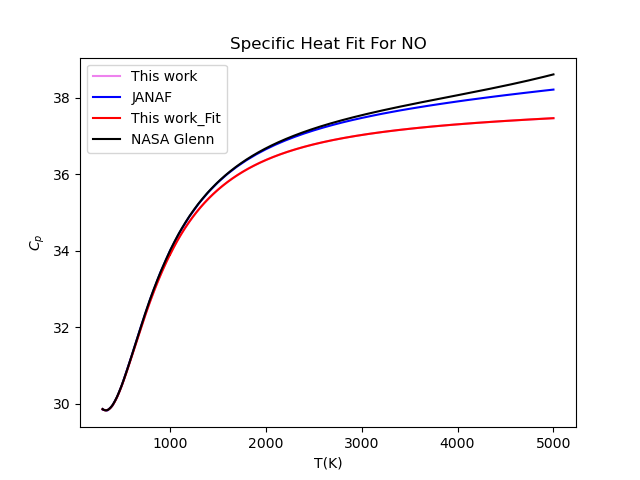 Specific Heat Fit For NO
This work
JANAF
This work_Fit
NASA Glenn
38
36
34
32
30
C_p
1000
2000
3000
4000
5000
T(K)